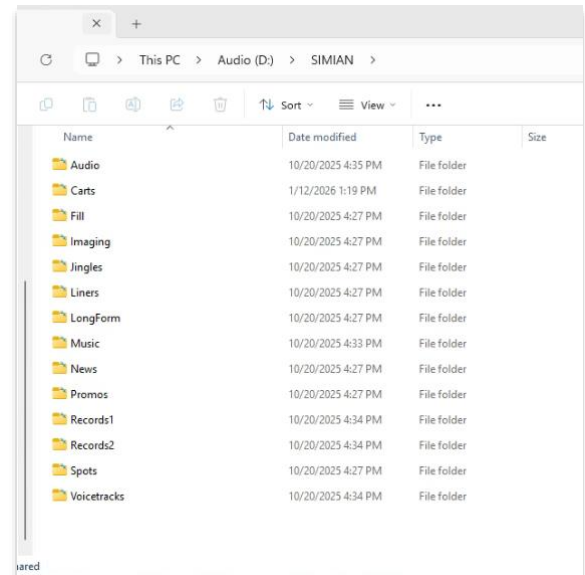 This PC > Audio (D:) > SIMIAN >
Sort View ...
Name Date modified Type Size
Audio 10/20/2025 4:35 PM File folder
Carts 1/12/2026 1:19 PM File folder
Fill 10/20/2025 4:27 PM File folder
Imaging 10/20/2025 4:27 PM File folder
Jingles 10/20/2025 4:27 PM File folder
Liners 10/20/2025 4:27 PM File folder
LongForm 10/20/2025 4:27 PM File folder
Music 10/20/2025 4:33 PM File folder
News 10/20/2025 4:27 PM File folder
Promos 10/20/2025 4:27 PM File folder
Records1 10/20/2025 4:34 PM File folder
Records2 10/20/2025 4:34 PM File folder
Spots 10/20/2025 4:27 PM File folder
Voicetracks 10/20/2025 4:34 PM File folder
ared